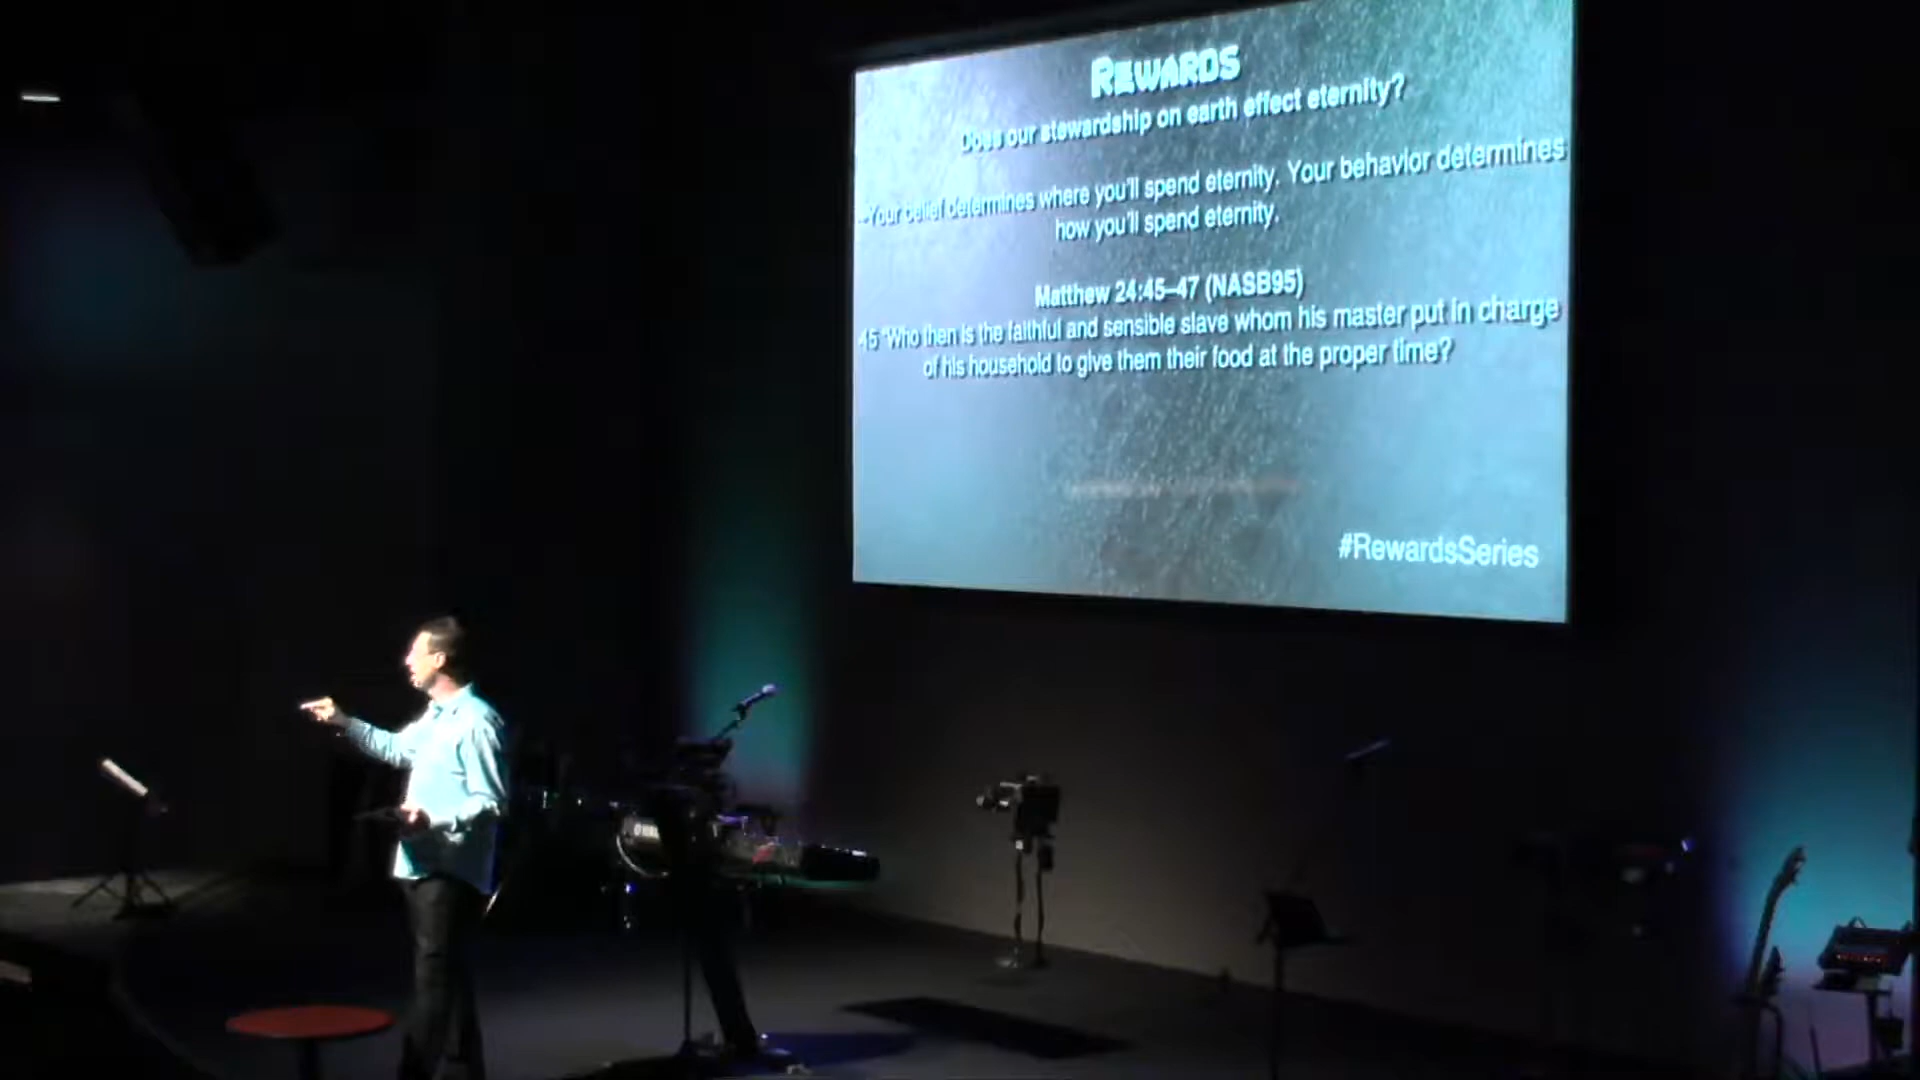 REWARDS
Does our stewardship on earth effect eternity?
"Your belief determines where you'll spend eternity. Your behavior determines
how you'll spend eternity.
Matthew 24:45–47 (NASB95)
45 "Who then is the faithful and sensible slave whom his master put in charge
of his household to give them their food at the proper time?
#RewardsSeries